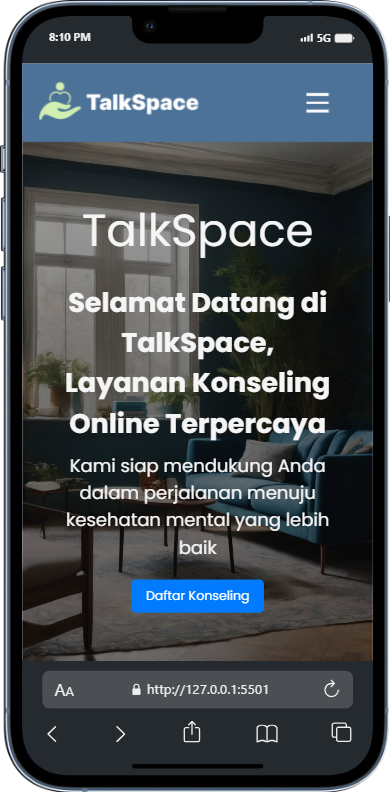 8:10 PM 5G
TalkSpace
TalkSpace
Selamat Datang di
TalkSpace,
Layanan Konseling
Online Terpercaya
Kami siap mendukung Anda
dalam perjalanan menuju
kesehatan mental yang lebih
baik
Daftar Konseling
AA http://127.0.0.1:5501